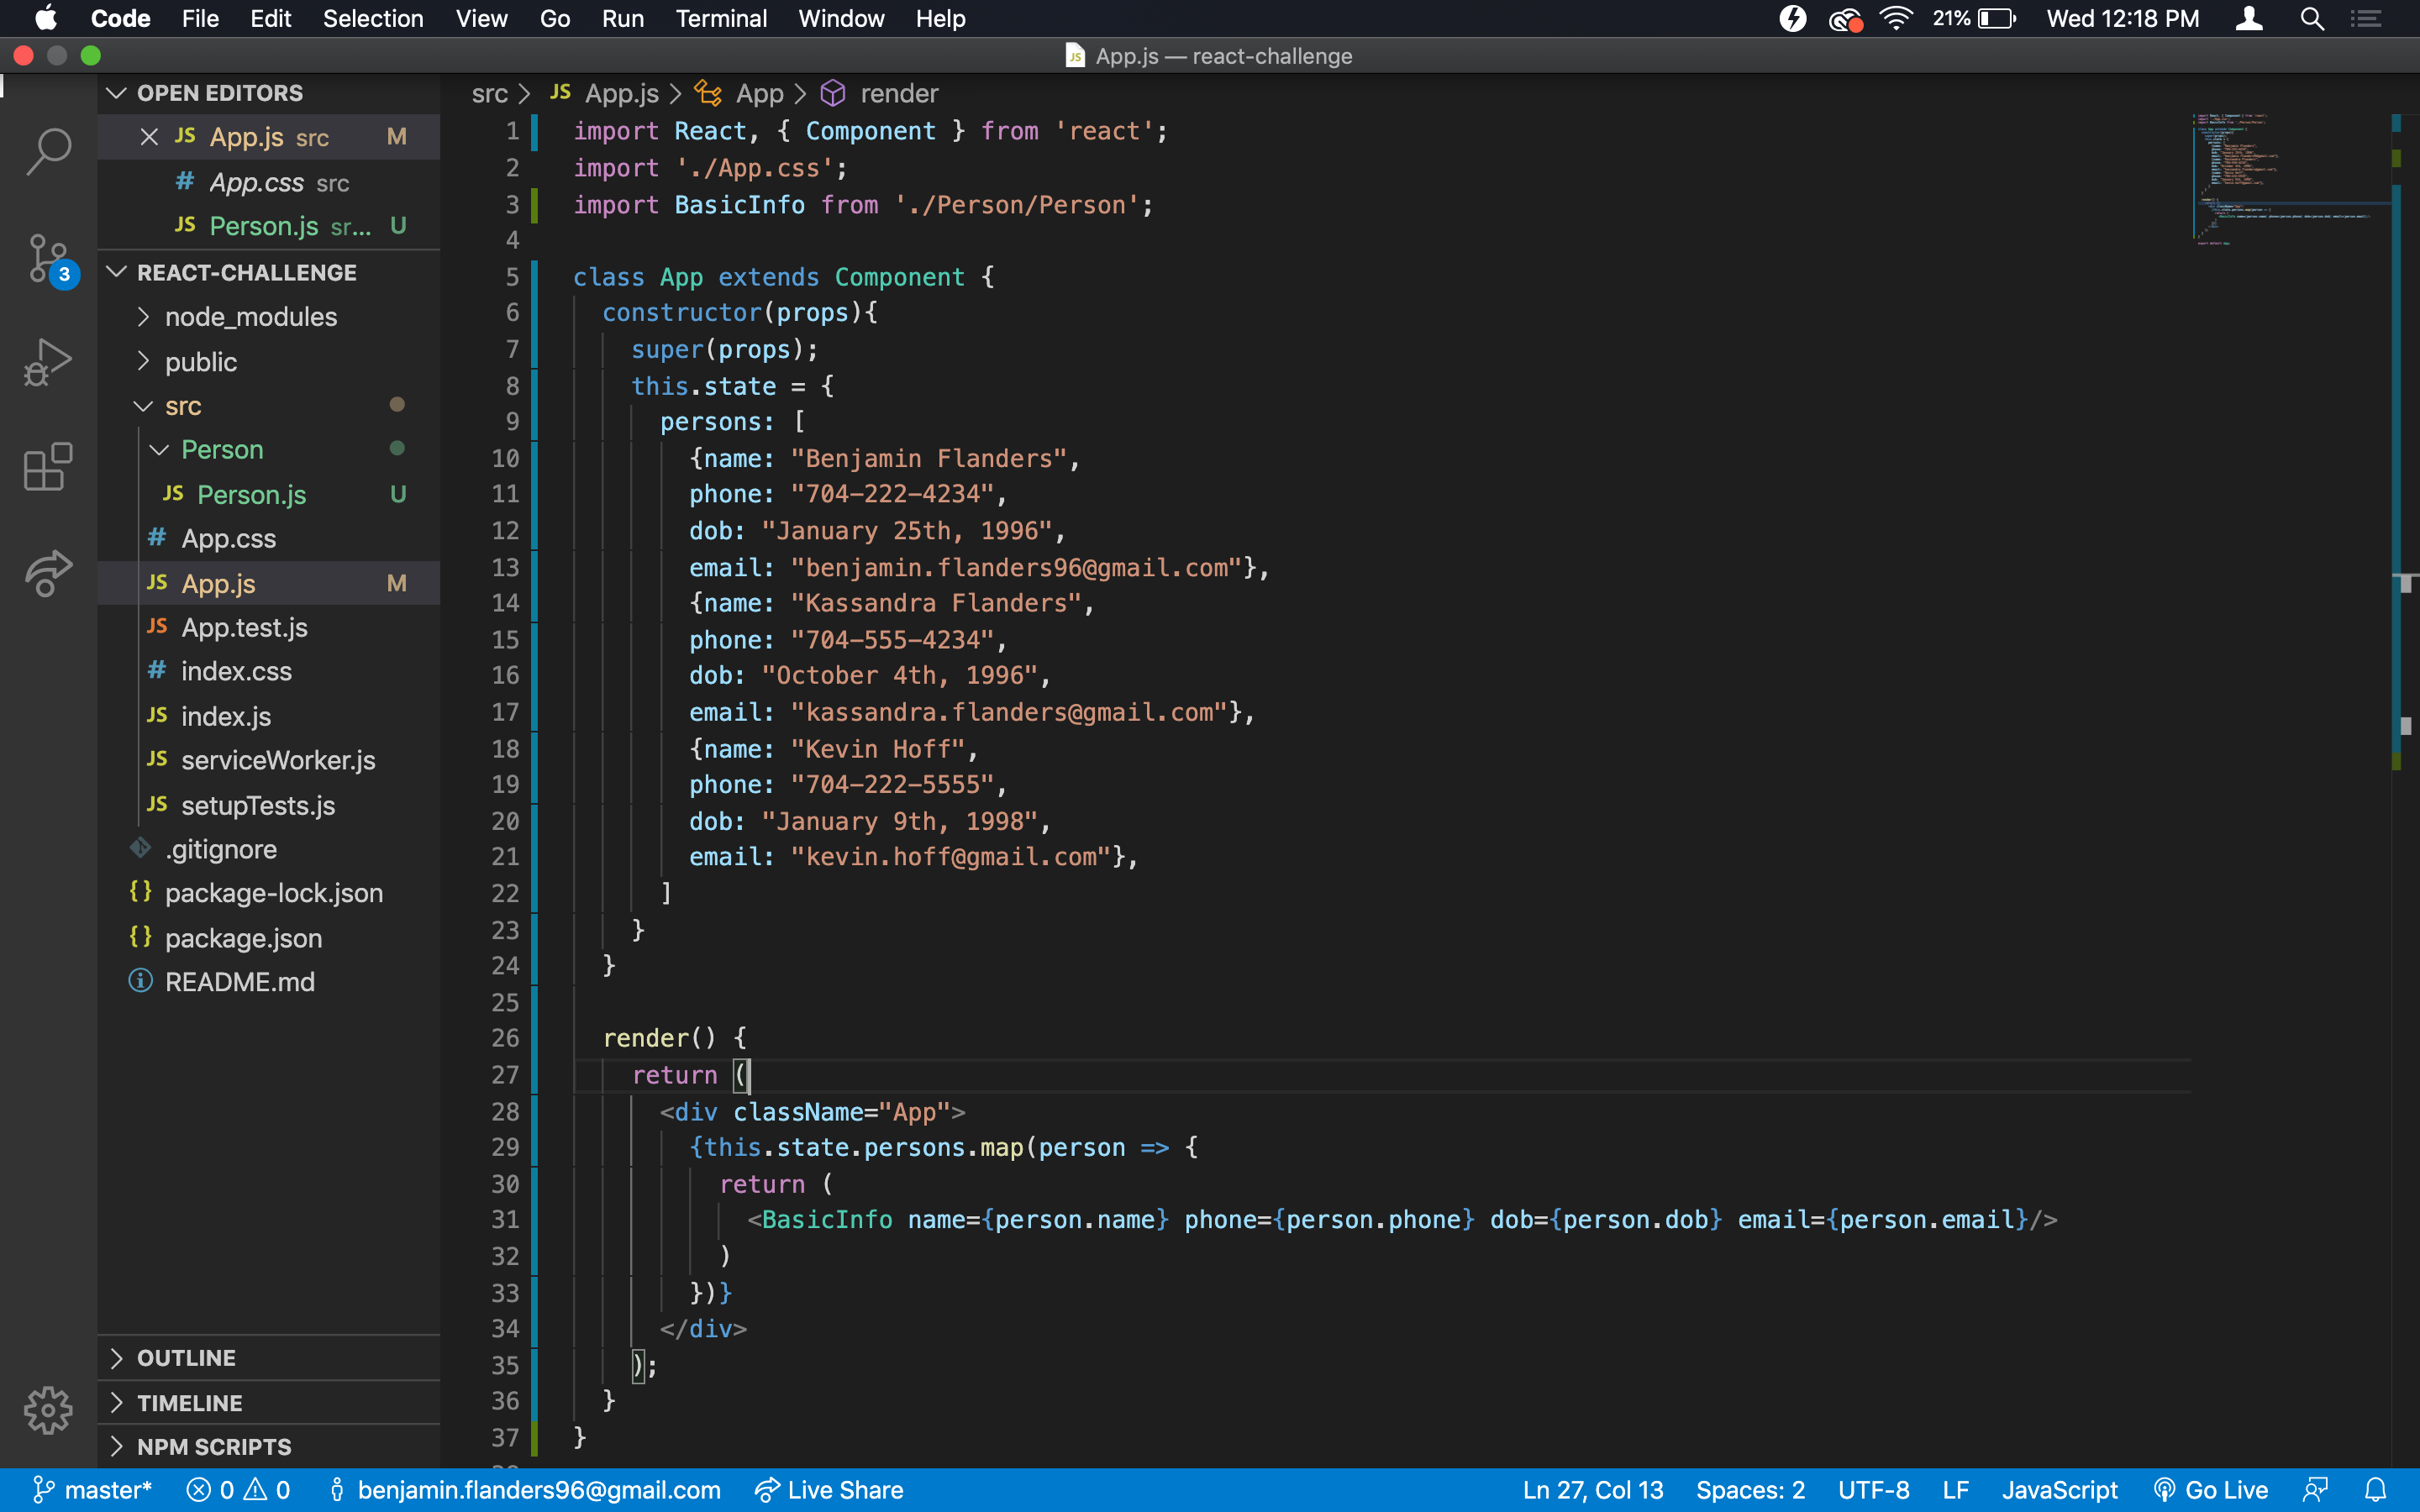 Code File Edit Selection View Go Run Terminal Window Help 21% Wed 12:18 PM
App.js — react-challenge
OPEN EDITORS
JS App.js src M
# App.css src
JS Person.js sr... U
3
REACT-CHALLENGE
node_modules
public
src
Person
JS Person.js U
# App.css
JS App.js M
JS App.test.js
# index.css
JS index.js
JS serviceWorker.js
JS setupTests.js
.gitignore
{} package-lock.json
{} package.json
README.md
OUTLINE
TIMELINE
NPM SCRIPTS
src > JS App.js > App > render
1 import React, { Component } from 'react';
2 import './App.css';
3 import BasicInfo from './Person/Person';
4
5 class App extends Component {
6 constructor(props){
7 super(props);
8 this.state = {
9 persons: [
10 {name: "Benjamin Flanders",
11 phone: "704-222-4234",
12 dob: "January 25th, 1996",
13 email: "benjamin.flanders96@gmail.com"},
14 {name: "Kassandra Flanders",
15 phone: "704-555-4234",
16 dob: "October 4th, 1996",
17 email: "kassandra.flanders@gmail.com"},
18 {name: "Kevin Hoff",
19 phone: "704-222-5555",
20 dob: "January 9th, 1998",
21 email: "kevin.hoff@gmail.com"},
22 ]
23 }
24 }
25
26 render() {
27 return (
28 <div className="App">
29 {this.state.persons.map(person => {
30 return (
31 <BasicInfo name={person.name} phone={person.phone} dob={person.dob} email={person.email}/>
32 )
33 })}
34 </div>
35 );
36 }
37 }
master* 0 0 benjamin.flanders96@gmail.com Live Share Ln 27, Col 13 Spaces: 2 UTF-8 LF JavaScript Go Live